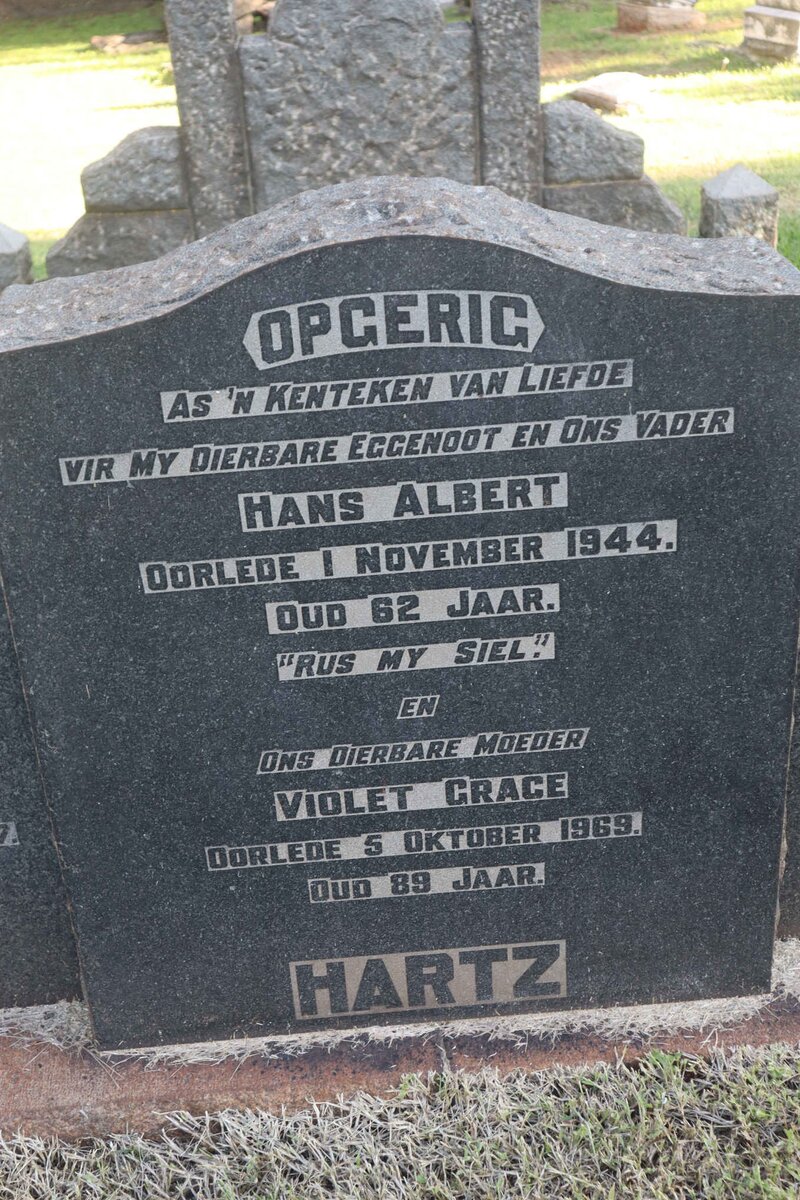 OPGERIG
AS 'N KENTEKEN VAN LIEFDE
VIR MY DIERBARE EGGENOOT EN ONS VADER
HANS ALBERT
OORLEDE 1 NOVEMBER 1944.
OUD 62 JAAR.
"RUS MY SIEL."
EN
ONS DIERBARE MOEDER
VIOLET GRACE
OORLEDE 5 OKTOBER 1969.
OUD 89 JAAR.
HARTZ